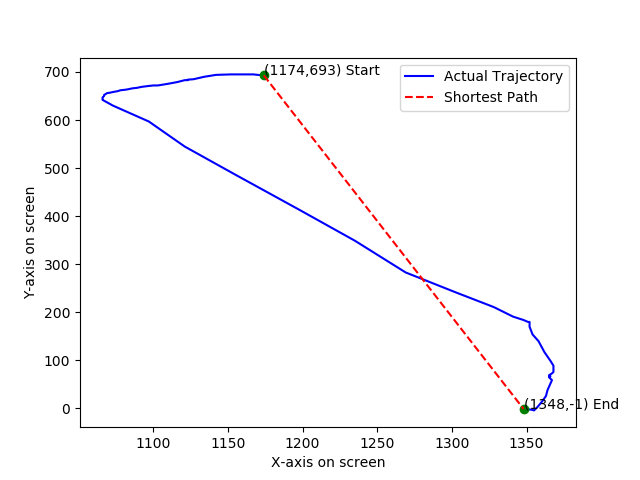 (1174,693) Start
Actual Trajectory
Shortest Path
700
600
500
400
300
200
100
0
Y-axis on screen
(1348,-1) End
1100
1150
1200
1250
1300
1350
X-axis on screen